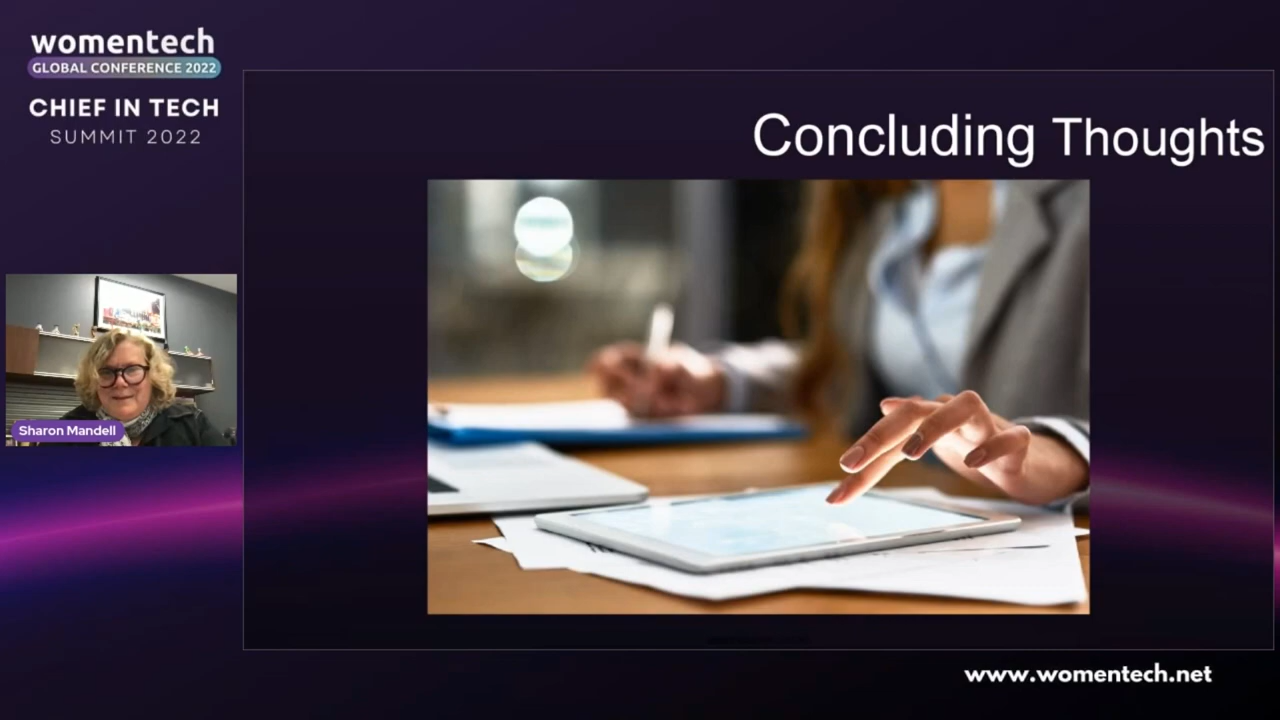 womentech
GLOBAL CONFERENCE 2022
CHIEF IN TECH
SUMMIT 2022
Concluding Thoughts
Sharon Mandell
www.womentech.net